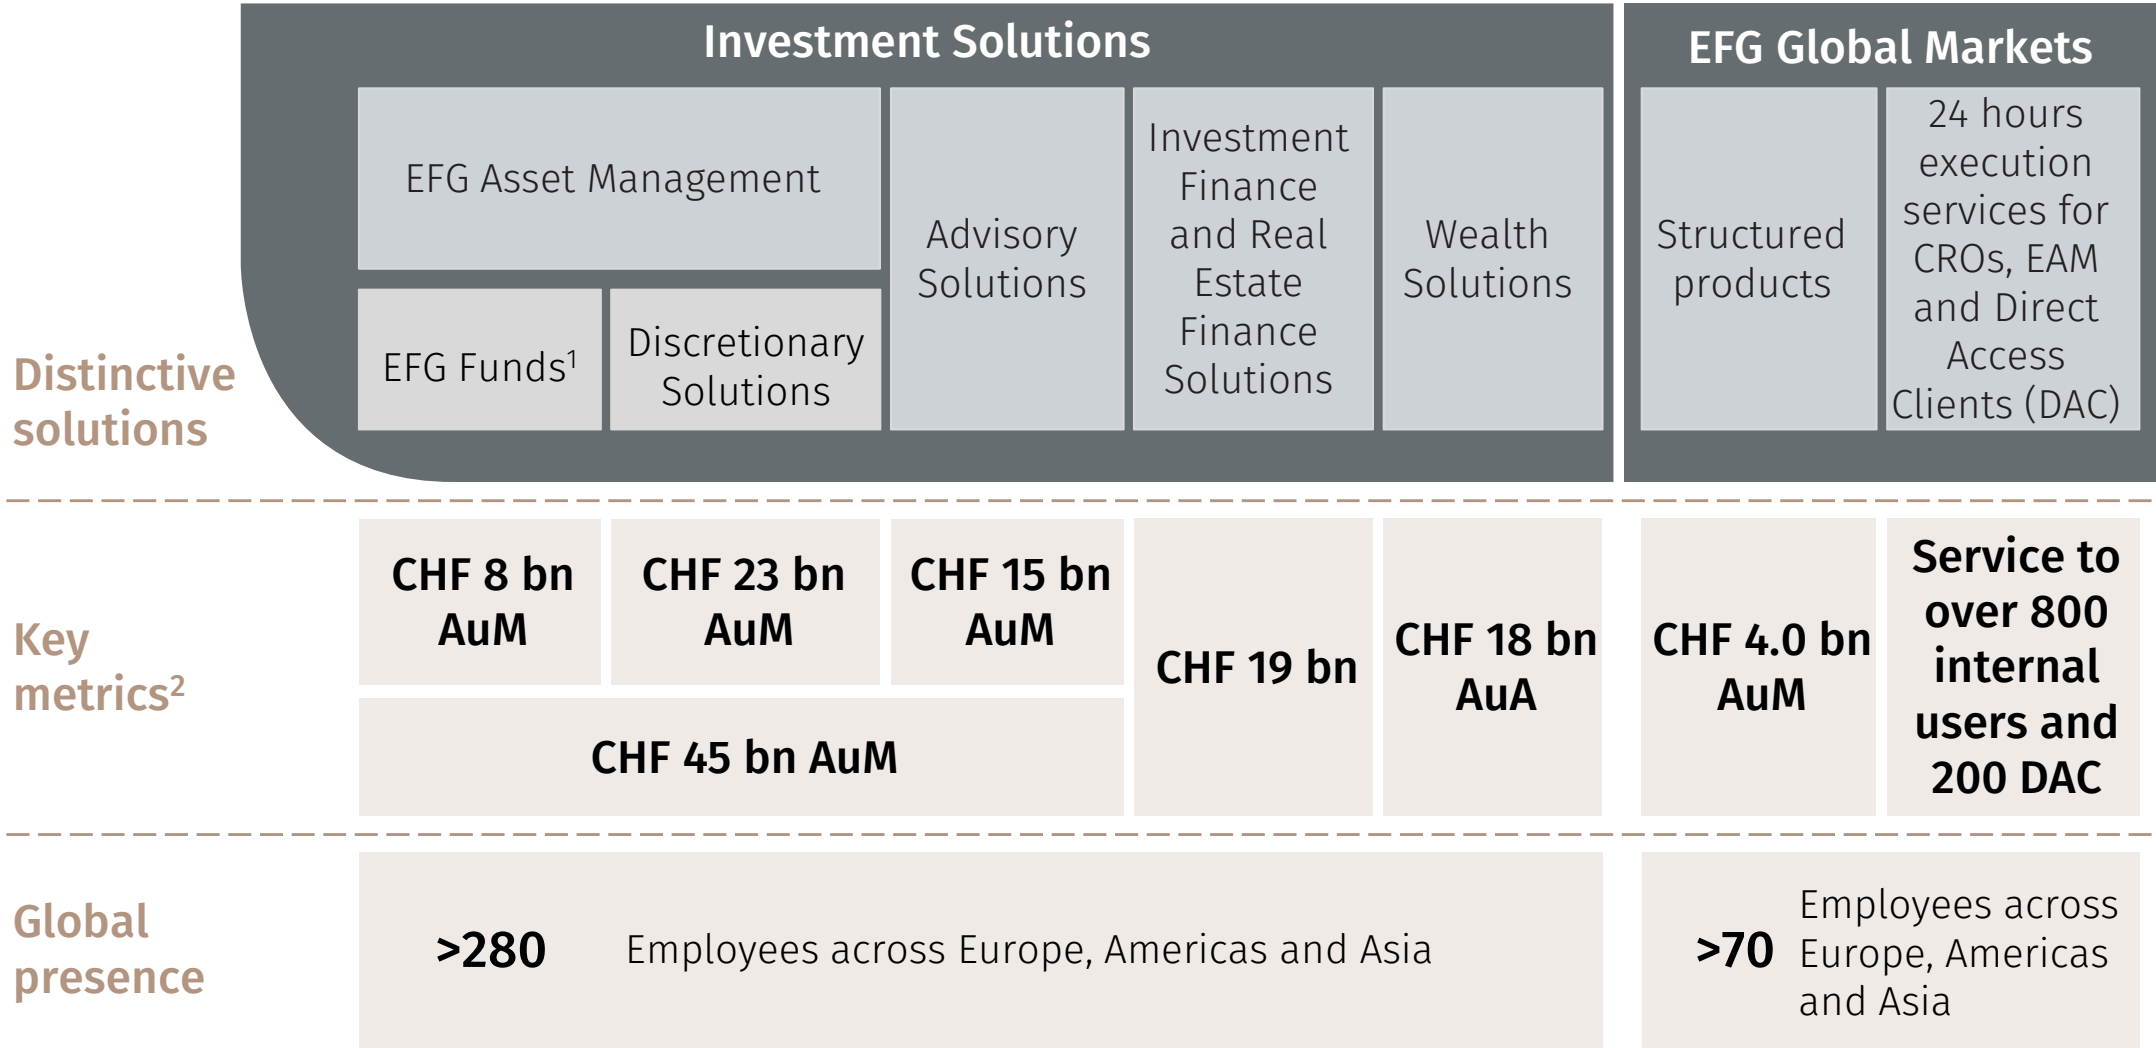 Investment Solutions
EFG Global Markets
Distinctive
solutions
EFG Asset Management
EFG Funds¹
Discretionary
Solutions
Advisory
Solutions
Investment
Finance
and Real
Estate
Finance
Solutions
Wealth
Solutions
Structured
products
24 hours
execution
services for
CROs, EAM
and Direct
Access
Clients (DAC)
Key
metrics²
CHF 8 bn
AuM
CHF 23 bn
AuM
CHF 15 bn
AuM
CHF 45 bn AuM
CHF 19 bn
CHF 18 bn
AuA
CHF 4.0 bn
AuM
Service to
over 800
internal
users and
200 DAC
Global
presence
>280 Employees across Europe, Americas and Asia
>70
Employees across
Europe, Americas
and Asia